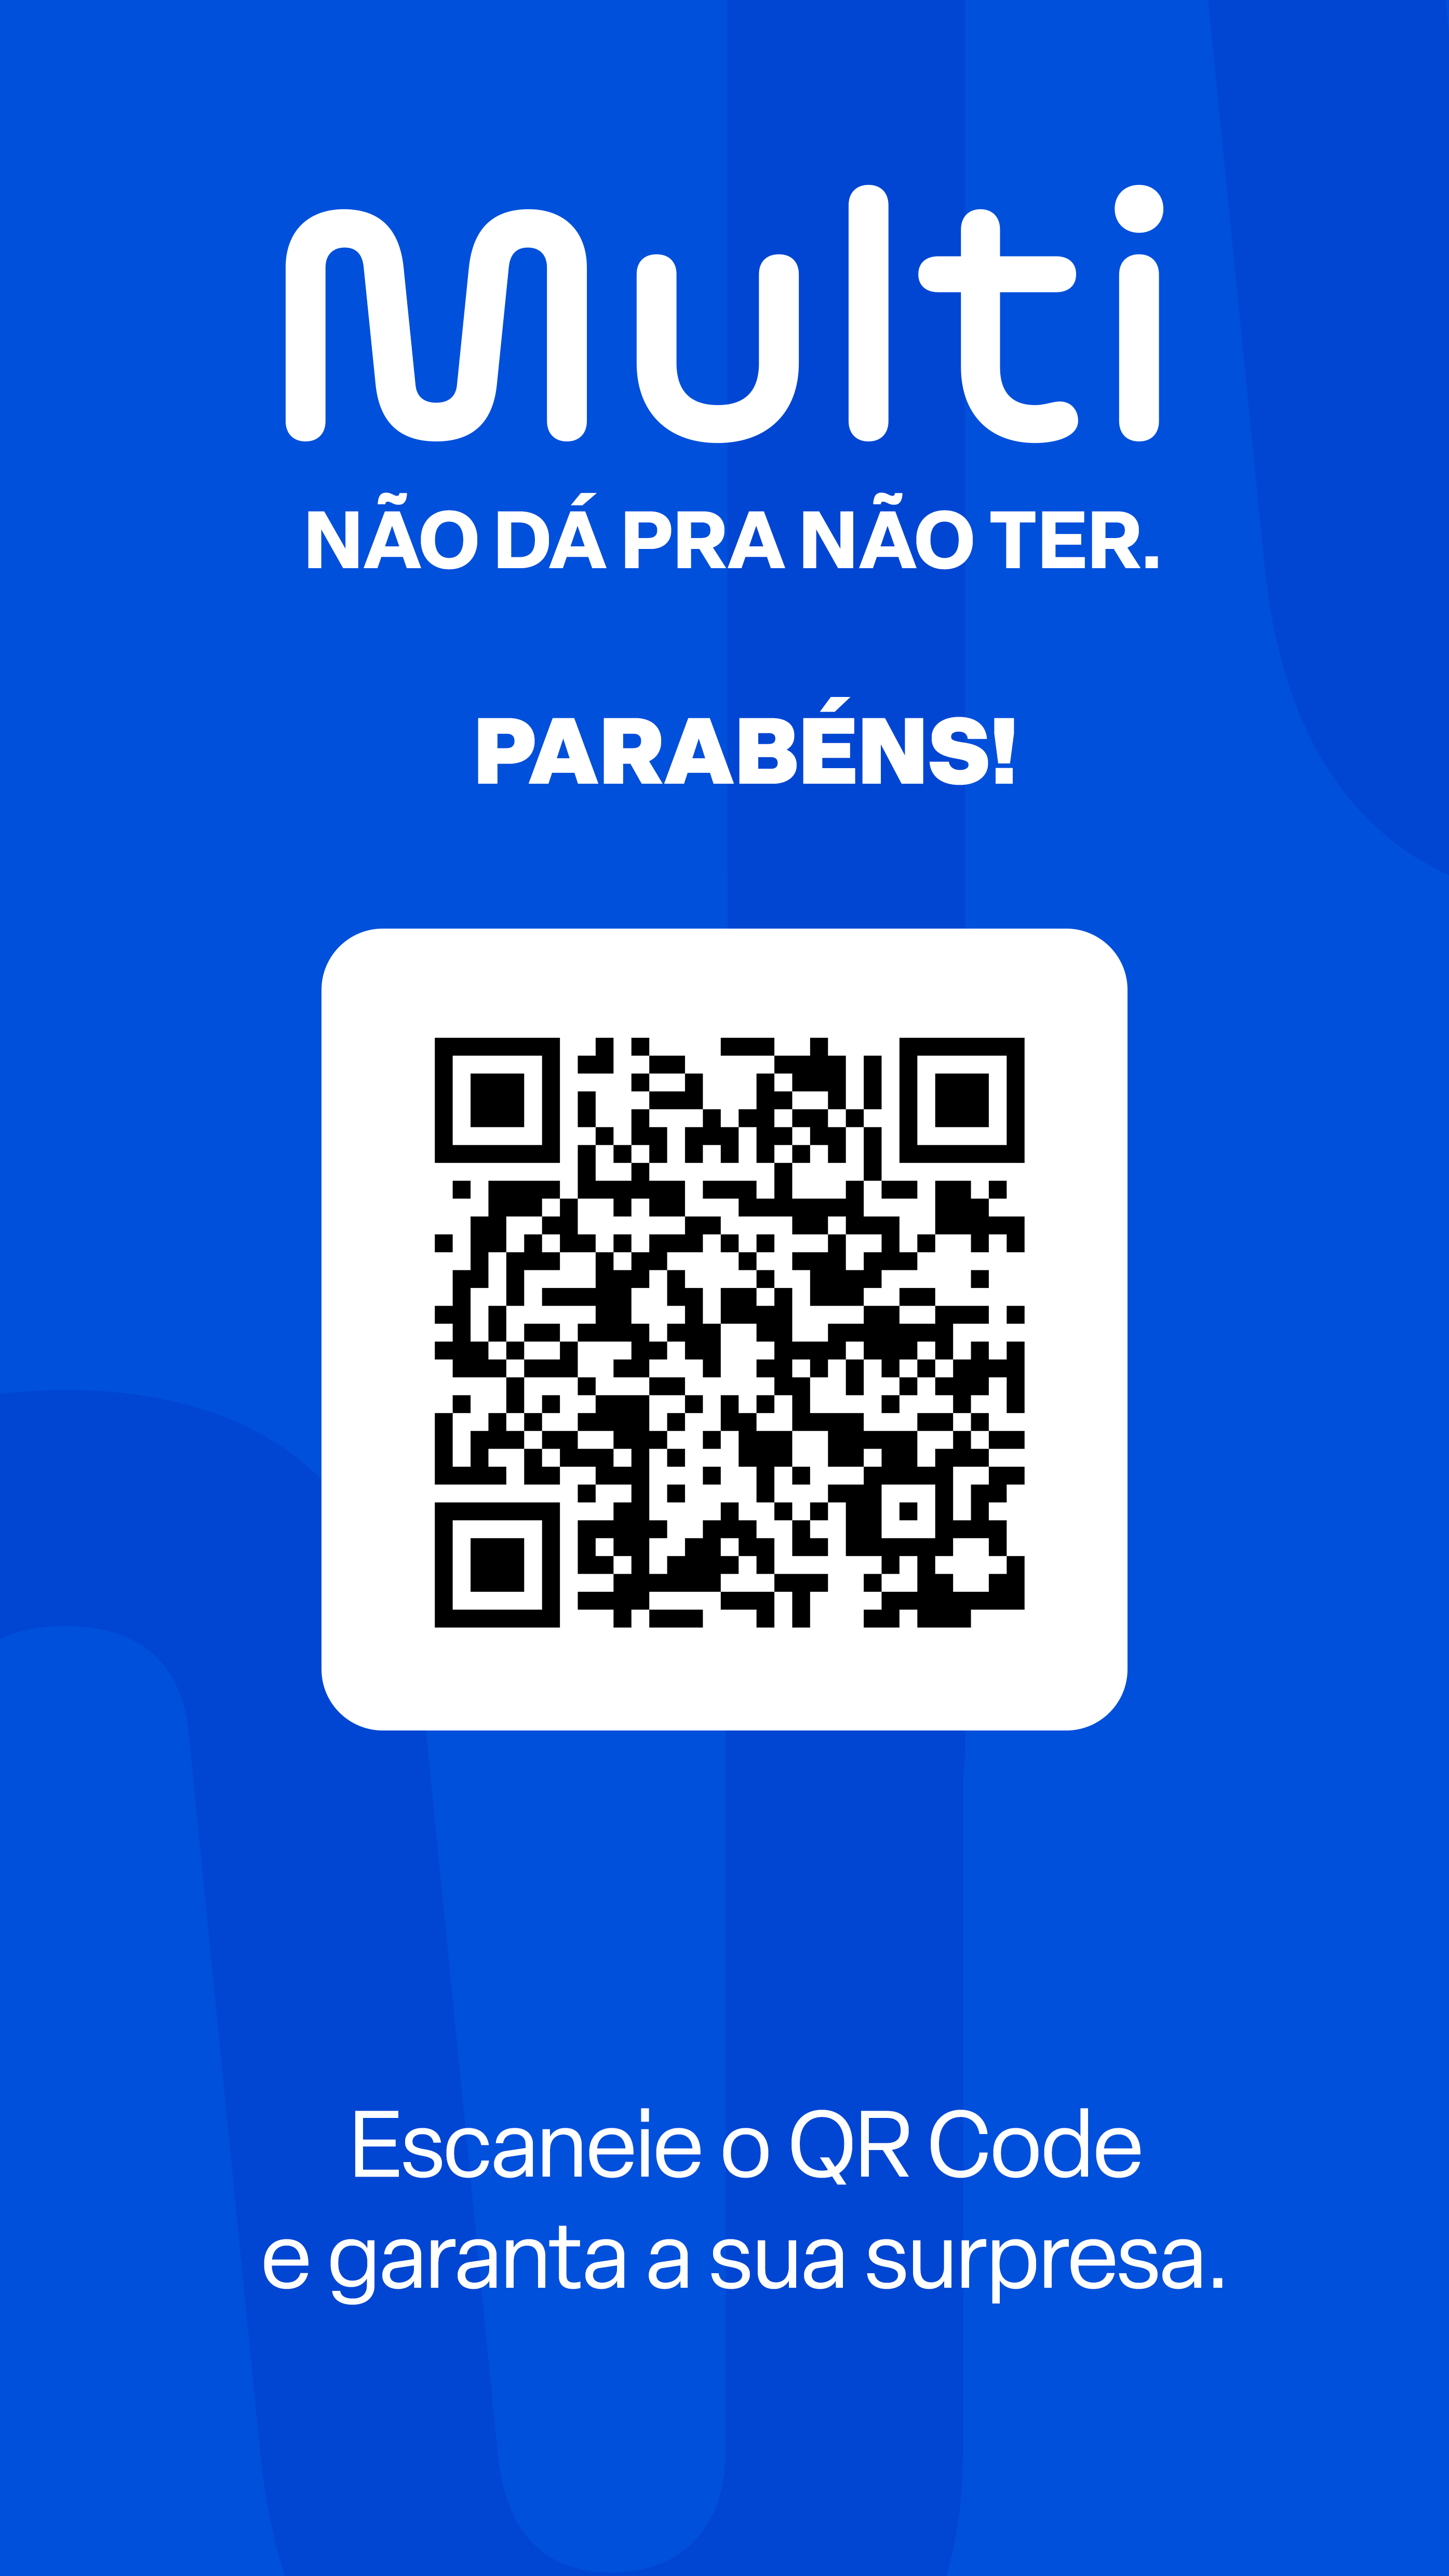 Multi
NÃO DÁ PRA NÃO TER.
PARABÉNS!
Escaneie o QR Code
e garanta a sua surpresa.